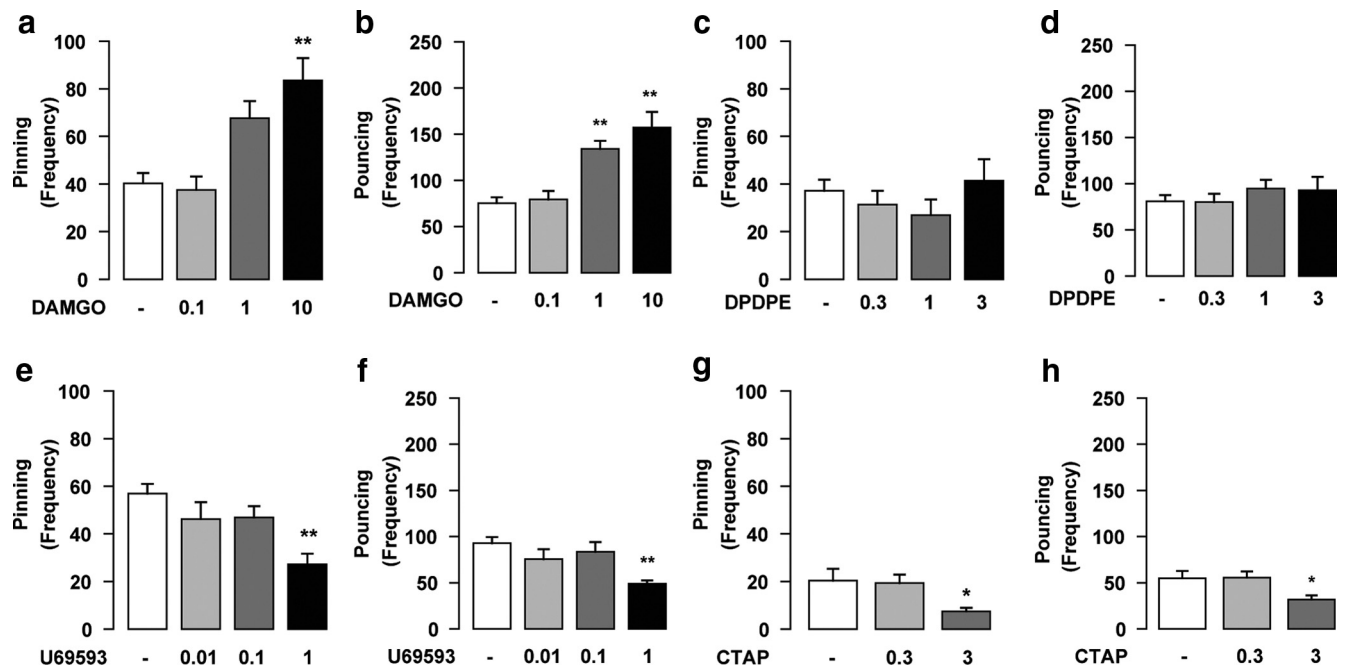 a
Pinning
(Frequency)
100
80
60
40
20
0
**
DAMGO - 0.1 1 10
b
Pouncing
(Frequency)
250
200
150
100
50
0
** **
DAMGO - 0.1 1 10
c
Pinning
(Frequency)
100
80
60
40
20
0
DPDPE - 0.3 1 3
d
Pouncing
(Frequency)
250
200
150
100
50
0
DPDPE - 0.3 1 3
e
Pinning
(Frequency)
100
80
60
40
20
0
**
U69593 - 0.01 0.1 1
f
Pouncing
(Frequency)
250
200
150
100
50
0
**
U69593 - 0.01 0.1 1
g
Pinning
(Frequency)
100
80
60
40
20
0
*
CTAP - 0.3 3
h
Pouncing
(Frequency)
250
200
150
100
50
0
*
CTAP - 0.3 3